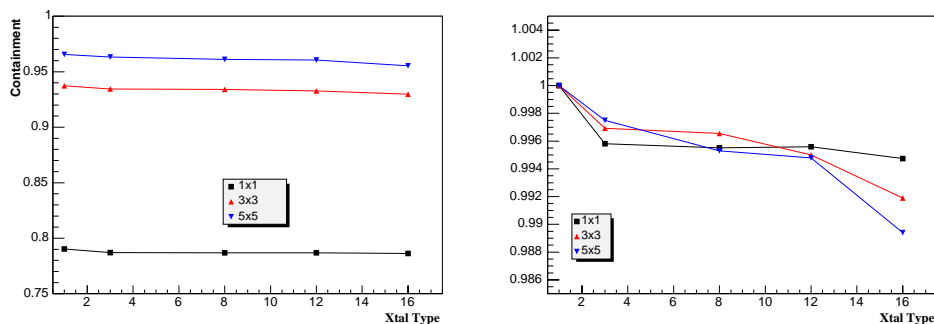 Containment
1
0.95
0.9
0.85
0.8
0.75
1x1
3x3
5x5
2 4 6 8 10 12 14 16
Xtal Type
1.004
1.002
1
0.998
0.996
0.994
0.992
0.99
0.988
0.986
1x1
3x3
5x5
2 4 6 8 10 12 14 16
Xtal Type